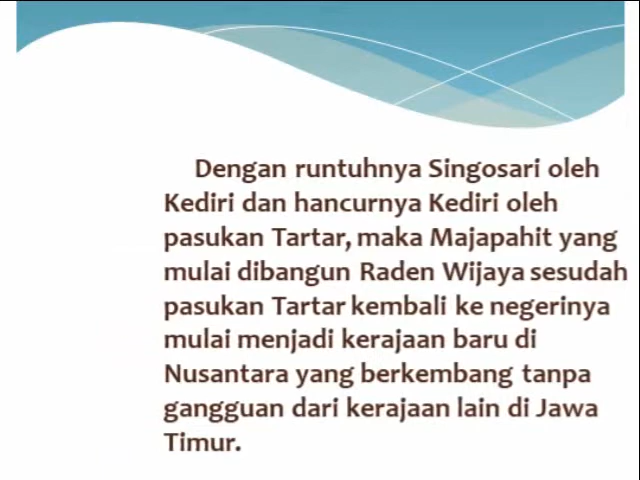 Dengan runtuhnya Singosari oleh
Kediri dan hancurnya Kediri oleh
pasukan Tartar, maka Majapahit yang
mulai dibangun Raden Wijaya sesudah
pasukan Tartar kembali ke negerinya
mulai menjadi kerajaan baru di
Nusantara yang berkembang tanpa
gangguan dari kerajaan lain di Jawa
Timur.